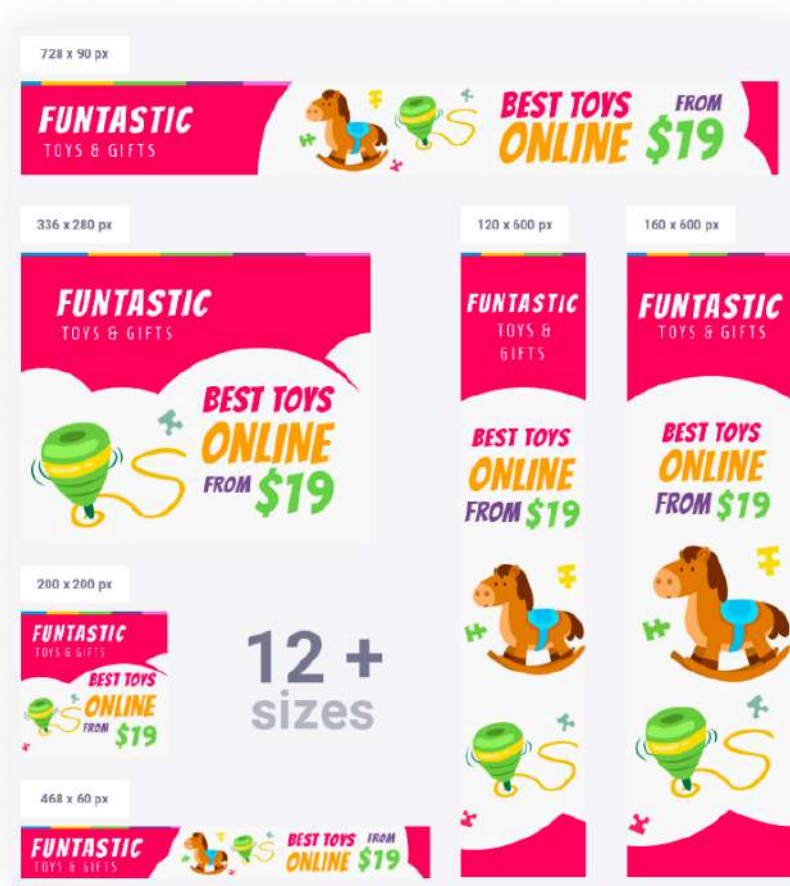 728 x 90 px
FUNTASTIC
TOYS & GIFTS
BEST TOYS
ONLINE
FROM
$19
336 x 280 px
FUNTASTIC
TOYS & GIFTS
BEST TOYS
ONLINE
FROM $19
120 x 600 px
FUNTASTIC
TOYS &
GIFTS
BEST TOYS
ONLINE
FROM $19
160 x 600 px
FUNTASTIC
TOYS & GIFTS
BEST TOYS
ONLINE
FROM $19
200 x 200 px
FUNTASTIC
TOYS & GIFTS
BEST TOYS
ONLINE
FROM $19
12 +
sizes
468 x 60 px
FUNTASTIC
TOYS & GIFTS
BEST TOYS
ONLINE
FROM
$19